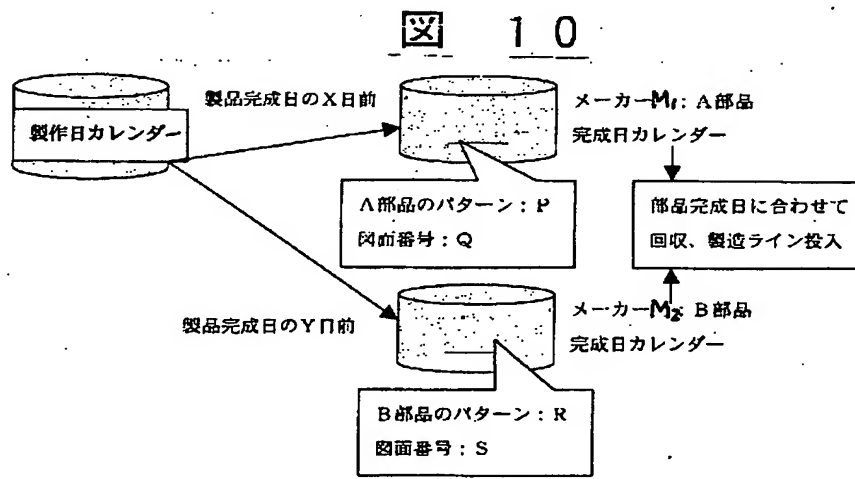 図 10
製作日カレンダー
製品完成日のX日前
メーカーM₁: A部品
完成日カレンダー
A部品のパターン：P
図面番号：Q
部品完成日に合わせて
回収、製造ライン投入
製品完成日のY日前
メーカーM₂: B部品
完成日カレンダー
B部品のパターン：R
図面番号：S